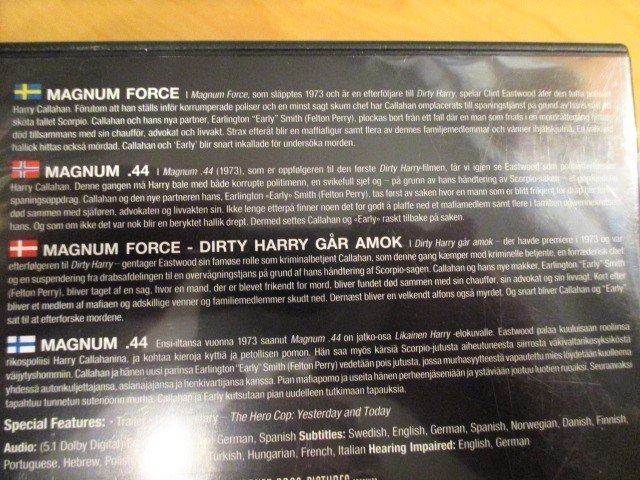 MAGNUM FORCE | Magnum Force, som släpptes 1973 och är en efterföljare till Dirty Harry, spelar Clint Eastwood åter den tuffa
Harry Callahan. Förutom att han ställs inför korrumperade poliser och en minst sagt skum chef har Callahan omplacerats till spaningstjänst på grund av hans sätt att
sköta fallet Scorpio. Callahan och hans nya partner, Earlington "Early" Smith (Felton Perry), plockas bort från ett fall där en man som friats i en mordrättegång
död tillsammans med sin chaufför, advokat och livvakt. Strax efteråt blir en maffiafigur samt flera av dennes familjemedlemmar och vänner ihjälskjutna. En
hallick hittas också mördad. Callahan och 'Early' blir snart inkallade för undersöka morden.
MAGNUM .44 | Magnum .44 (1973), som er oppfølgeren til den første Dirty Harry-filmen, får vi igjen se Eastwood som
Harry Callahan. Denne gangen må Harry bale med både korrupte politimenn, en svikefull sjef og – på grunn av hans håndtering av Scorpio-saken – et
spaningsoppdrag. Callahan og den nye partneren hans, Earlington «Early» Smith (Felton Perry), tas først av saken hvor en mann som er blitt frikjent for drap blir funnet
død sammen med sjåføren, advokaten og livvakten sin. Ikke lenge etterpå finner noen det for godt å plaffe ned et mafiamedlem samt flere i familien og
Og som om ikke det var nok blir en beryktet hallik drept. Dermed settes Callahan og «Early» raskt tilbake på saken.
MAGNUM FORCE - DIRTY HARRY GÅR AMOK | I Dirty Harry går amok – der havde premiere i 1973 og var
efterfølgeren til Dirty Harry – gentager Eastwood sin famøse rolle som kriminalbetjent Callahan, som denne gang kæmper mod kriminelle betjente, en forræderisk chef
og en suspendering fra drabsafdelingen til en overvågningstjans på grund af hans håndtering af Scorpio-sagen. Callahan og hans nye makker, Earlington "Early" Smith
(Felton Perry), bliver taget af en sag, hvor en mand, der er blevet frikendt for mord, bliver fundet død sammen med sin chauffør, sin advokat og sin livvagt. Kort efter
bliver et medlem af mafiaen og adskillige venner og familiemedlemmer skudt ned. Dernæst bliver en velkendt alfons også myrdet. Og snart bliver Callahan og "Early"
sat til at efterforske mordene.
MAGNUM .44 Ensi-iltansa vuonna 1973 saanut Magnum .44 on jatko-osa Likainen Harry -elokuvalle. Eastwood palaa kuuluisaan rooliinsa
rikospoliisi Harry Callahanina, ja kohtaa kieroja kyttiä ja petollisen pomon. Hän saa myös kärsiä Scorpio-jutusta aiheutuneesta siirrosta väkivaltarikosyksiköstä
väijytyshommiin. Callahan ja hänen uusi parinsa Earlington "Early" Smith (Felton Perry) vedetään pois jutusta, jossa murhasyytteestä vapautettu mies löydetään kuolleena
yhdessä autonkuljettajansa, asianajajansa ja henkivartijansa kanssa. Pian mafiapomo ja useita hänen perheenjäseniään ja ystäviään joutuu luotien ruoaksi. Seuraavaksi
tapahtuu tunnetun sutenöörin murha. Callahan ja Early kutsutaan pian uudelleen tutkimaan tapauksia.
Special Features: • Trailer – The Hero Cop: Yesterday and Today
Audio: (5.1 Dolby Digital) German, Spanish Subtitles: Swedish, English, German, Spanish, Norwegian, Danish, Finnish,
Portuguese, Hebrew, Polish Turkish, Hungarian, French, Italian Hearing Impaired: English, German